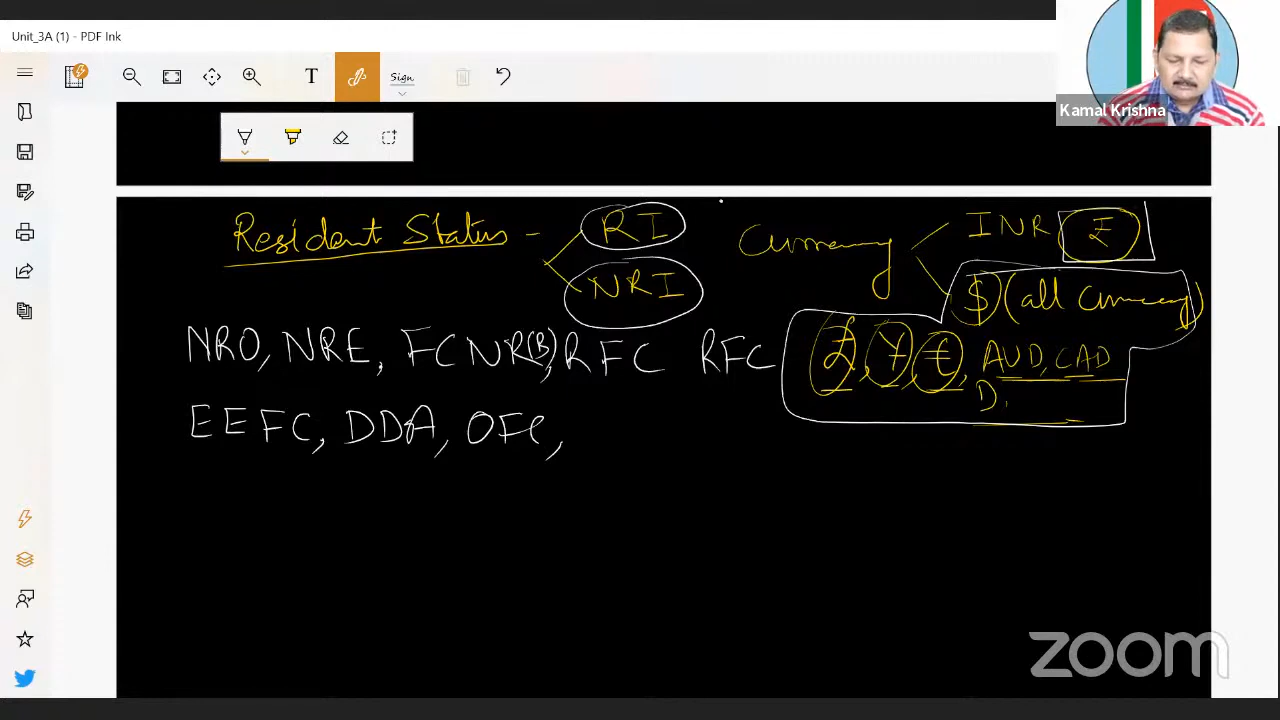 Unit_3A (1) - PDF Ink
T
Sign
Kamal Krishna
Resident Status - RI
NRI
Currency INR ₹
$ (all Currency)
NRO, NRE, FCNR(B), RFC RFC
£, ¥, €, AUD, CAD
D.
EEFC, DDA, OFC,
zoom